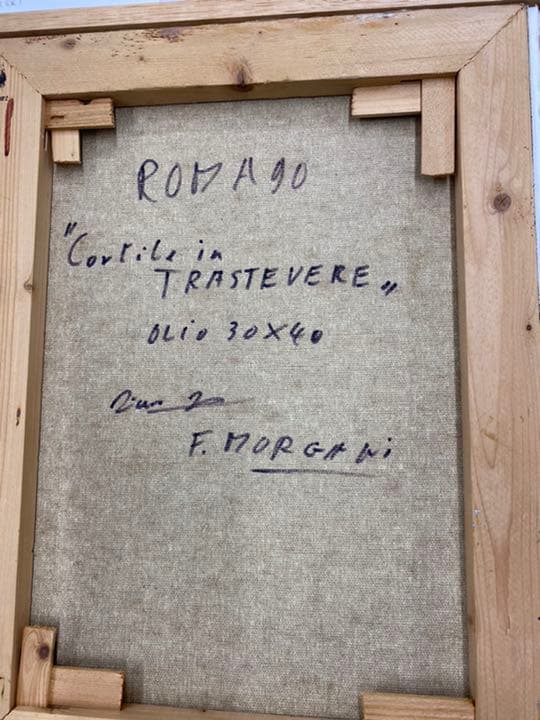 ROMA 90
"Cortile in
TRASTEVERE"
OLIO 30X40
F. MORGANi